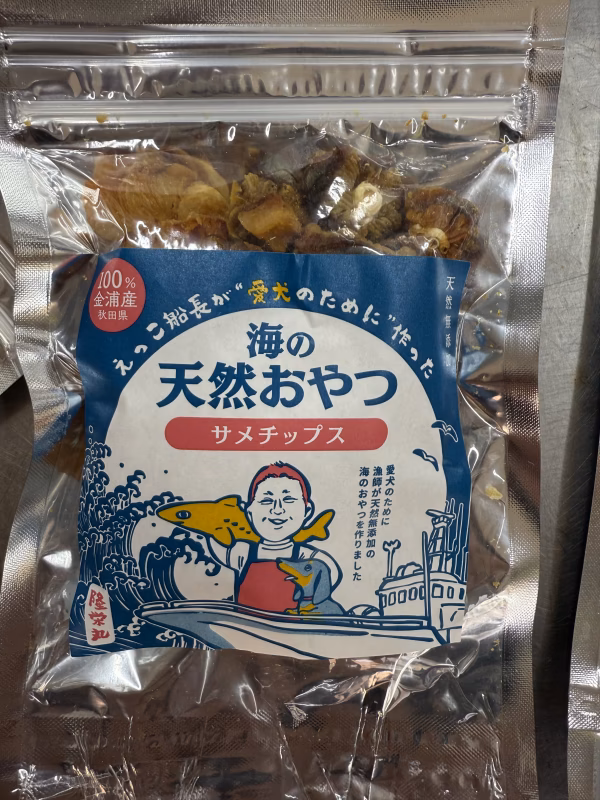 100%
金浦産
秋田県
えっこ船長が"愛犬のために"作った
天然無添加
海の
天然おやつ
サメチップス
愛犬のために
漁師が天然無添加の
海のおやつを作りました